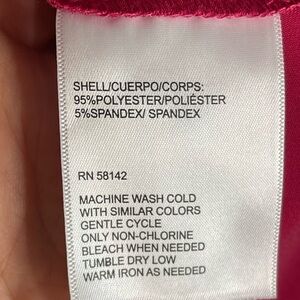 SHELL/CUERPO/CORPS:
95%POLYESTER/POLIÉSTER
5%SPANDEX/ SPANDEX
RN 58142
MACHINE WASH COLD
WITH SIMILAR COLORS
GENTLE CYCLE
ONLY NON-CHLORINE
BLEACH WHEN NEEDED
TUMBLE DRY LOW
WARM IRON AS NEEDED